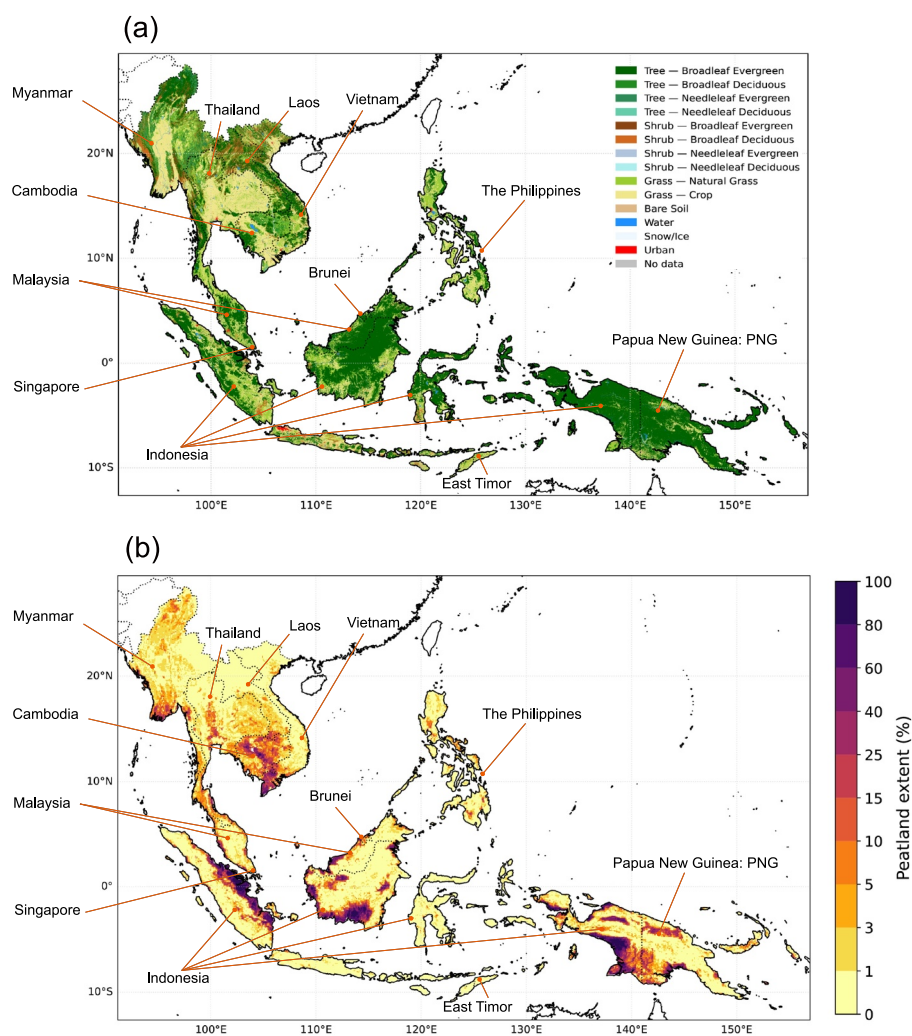 (a)
Myanmar
Thailand
Laos
Vietnam
Cambodia
The Philippines
Malaysia
Brunei
Singapore
Papua New Guinea: PNG
Indonesia
East Timor
Tree — Broadleaf Evergreen
Tree — Broadleaf Deciduous
Tree — Needleleaf Evergreen
Tree — Needleleaf Deciduous
Shrub — Broadleaf Evergreen
Shrub — Broadleaf Deciduous
Shrub — Needleleaf Evergreen
Shrub — Needleleaf Deciduous
Grass — Natural Grass
Grass — Crop
Bare Soil
Water
Snow/Ice
Urban
No data
20°N
10°N
0°
10°S
100°E 110°E 120°E 130°E 140°E 150°E
(b)
Myanmar
Thailand
Laos
Vietnam
Cambodia
The Philippines
Malaysia
Brunei
Singapore
Papua New Guinea: PNG
Indonesia
East Timor
20°N
10°N
0°
10°S
100°E 110°E 120°E 130°E 140°E 150°E
100
80
60
40
25
15
10
5
3
1
0
Peatland extent (%)